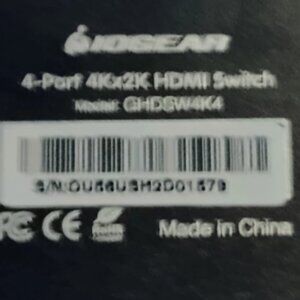 IOGEAR
4-Port 4Kx2K HDMI Switch
Model: GHDSW4K4
S/N:
FC CE
Made in China